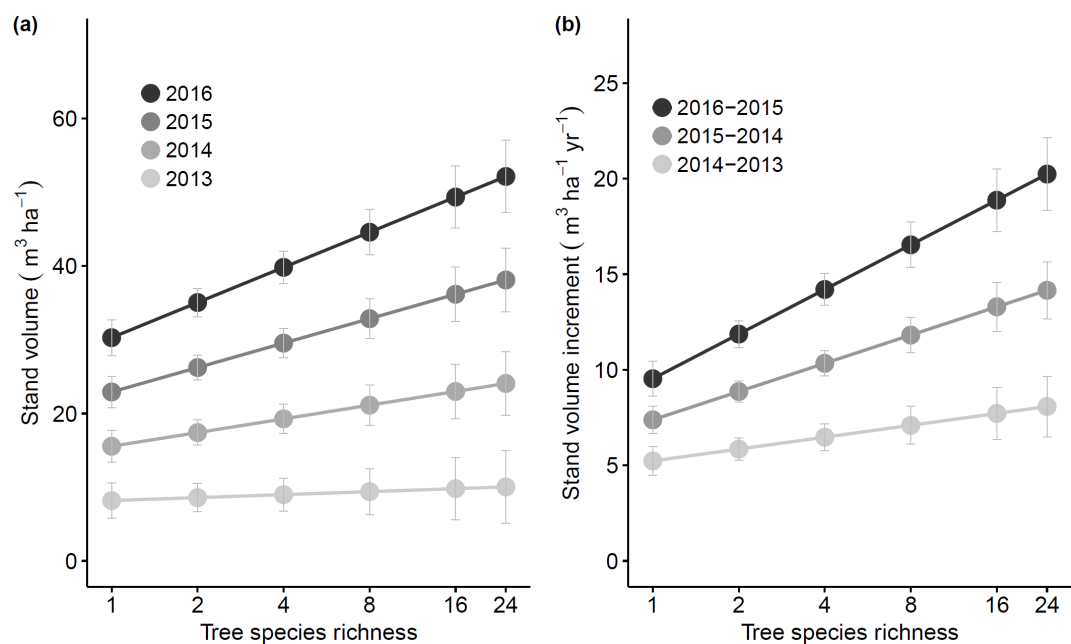 (a)
2016
2015
2014
2013
60
40
20
0
Stand volume ( m³ ha⁻¹)
1 2 4 8 16 24
Tree species richness
(b)
2016−2015
2015−2014
2014−2013
25
20
15
10
5
0
Stand volume increment ( m³ ha⁻¹ yr⁻¹)
1 2 4 8 16 24
Tree species richness